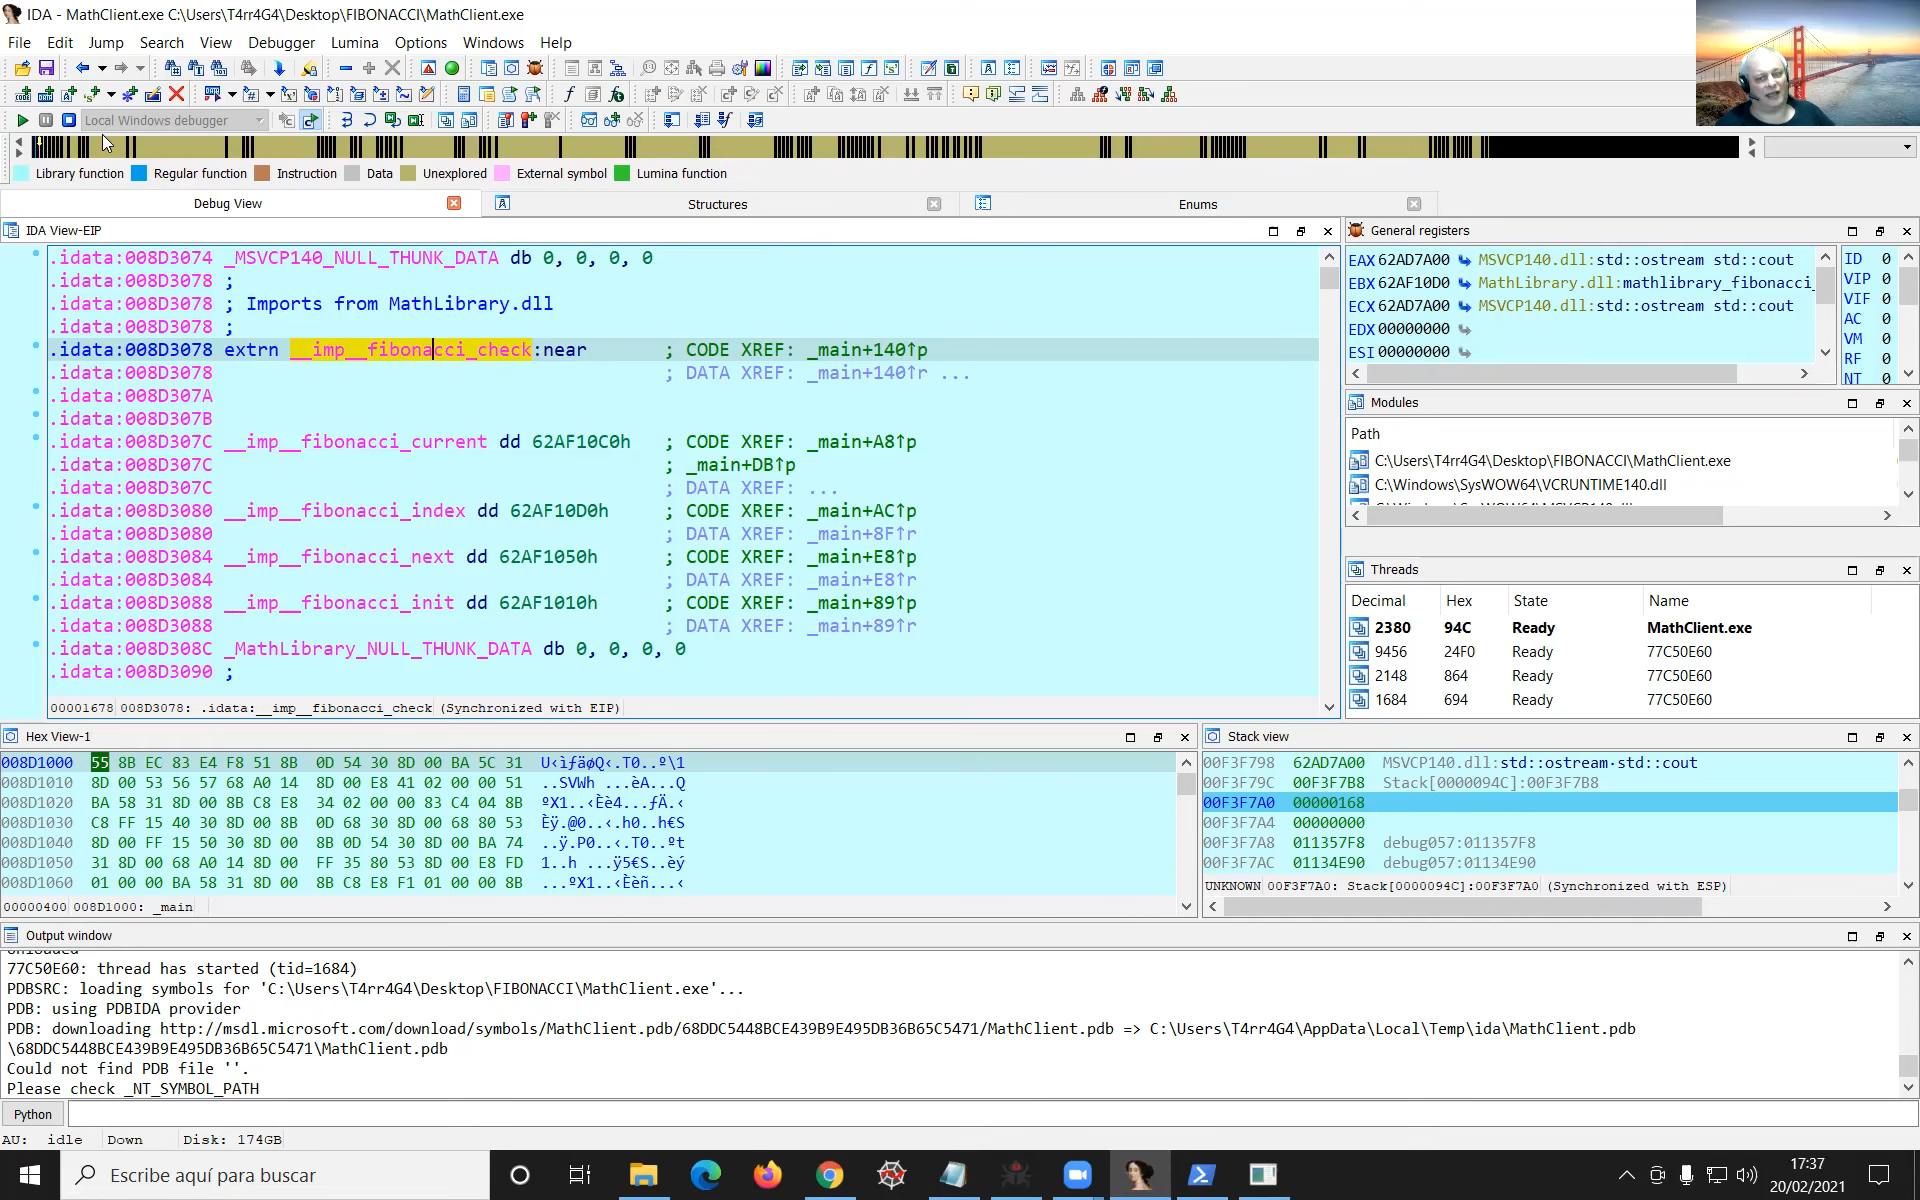 IDA - MathClient.exe C:\Users\T4rr4G4\Desktop\FIBONACCI\MathClient.exe
File Edit Jump Search View Debugger Lumina Options Windows Help
Local Windows debugger
Library function Regular function Instruction Data Unexplored External symbol Lumina function
Debug View Structures Enums
IDA View-EIP
.idata:008D3074 _MSVCP140_NULL_THUNK_DATA db 0, 0, 0, 0
.idata:008D3078 ;
.idata:008D3078 ; Imports from MathLibrary.dll
.idata:008D3078 ;
.idata:008D3078 extrn __imp__fibonacci_check:near ; CODE XREF: _main+140↑p
.idata:008D3078 ; DATA XREF: _main+140↑r ...
.idata:008D307A
.idata:008D307B
.idata:008D307C __imp__fibonacci_current dd 62AF10C0h ; CODE XREF: _main+A8↑p
.idata:008D307C ; _main+DB↑p
.idata:008D307C ; DATA XREF: ...
.idata:008D3080 __imp__fibonacci_index dd 62AF10D0h ; CODE XREF: _main+AC↑p
.idata:008D3080 ; DATA XREF: _main+8F↑r
.idata:008D3084 __imp__fibonacci_next dd 62AF1050h ; CODE XREF: _main+E8↑p
.idata:008D3084 ; DATA XREF: _main+E8↑r
.idata:008D3088 __imp__fibonacci_init dd 62AF1010h ; CODE XREF: _main+89↑p
.idata:008D3088 ; DATA XREF: _main+89↑r
.idata:008D308C _MathLibrary_NULL_THUNK_DATA db 0, 0, 0, 0
.idata:008D3090 ;
00001678 008D3078: .idata:__imp__fibonacci_check (Synchronized with EIP)
General registers
EAX 62AD7A00 MSVCP140.dll:std::ostream std::cout
EBX 62AF10D0 MathLibrary.dll:mathlibrary_fibonacci_
ECX 62AD7A00 MSVCP140.dll:std::ostream std::cout
EDX 00000000
ESI 00000000
ID 0
VIP 0
VIF 0
AC 0
VM 0
RF 0
NT 0
Modules
Path
C:\Users\T4rr4G4\Desktop\FIBONACCI\MathClient.exe
C:\Windows\SysWOW64\VCRUNTIME140.dll
Threads
Decimal Hex State Name
2380 94C Ready MathClient.exe
9456 24F0 Ready 77C50E60
2148 864 Ready 77C50E60
1684 694 Ready 77C50E60
Hex View-1
008D1000 55 8B EC 83 E4 F8 51 8B 0D 54 30 8D 00 BA 5C 31 U‹ìƒäøQ‹.T0..º\1
008D1010 8D 00 53 56 57 68 A0 14 8D 00 E8 41 02 00 00 51 ..SVWh ...èA...Q
008D1020 BA 58 31 8D 00 8B C8 E8 34 02 00 00 83 C4 04 8B ºX1..‹Èè4...ƒÄ.‹
008D1030 C8 FF 15 40 30 8D 00 8B 0D 68 30 8D 00 68 80 53 Èÿ.@0..‹.h0..h€S
008D1040 8D 00 FF 15 50 30 8D 00 8B 0D 54 30 8D 00 BA 74 ..ÿ.P0..‹.T0..ºt
008D1050 31 8D 00 68 A0 14 8D 00 FF 35 80 53 8D 00 E8 FD 1..h ...ÿ5€S..èý
008D1060 01 00 00 BA 58 31 8D 00 8B C8 E8 F1 01 00 00 8B ...ºX1..‹Èèñ...‹
00000400 008D1000: _main
Stack view
00F3F798 62AD7A00 MSVCP140.dll:std::ostream·std::cout
00F3F79C 00F3F7B8 Stack[0000094C]:00F3F7B8
00F3F7A0 00000168
00F3F7A4 00000000
00F3F7A8 011357F8 debug057:011357F8
00F3F7AC 01134E90 debug057:01134E90
UNKNOWN 00F3F7A0: Stack[0000094C]:00F3F7A0 (Synchronized with ESP)
Output window
77C50E60: thread has started (tid=1684)
PDBSRC: loading symbols for 'C:\Users\T4rr4G4\Desktop\FIBONACCI\MathClient.exe'...
PDB: using PDBIDA provider
PDB: downloading http://msdl.microsoft.com/download/symbols/MathClient.pdb/68DDC5448BCE439B9E495DB36B65C5471/MathClient.pdb => C:\Users\T4rr4G4\AppData\Local\Temp\ida\MathClient.pdb
\68DDC5448BCE439B9E495DB36B65C5471\MathClient.pdb
Could not find PDB file ''.
Please check _NT_SYMBOL_PATH
Python
AU: idle Down Disk: 174GB
Escribe aquí para buscar
17:37
20/02/2021